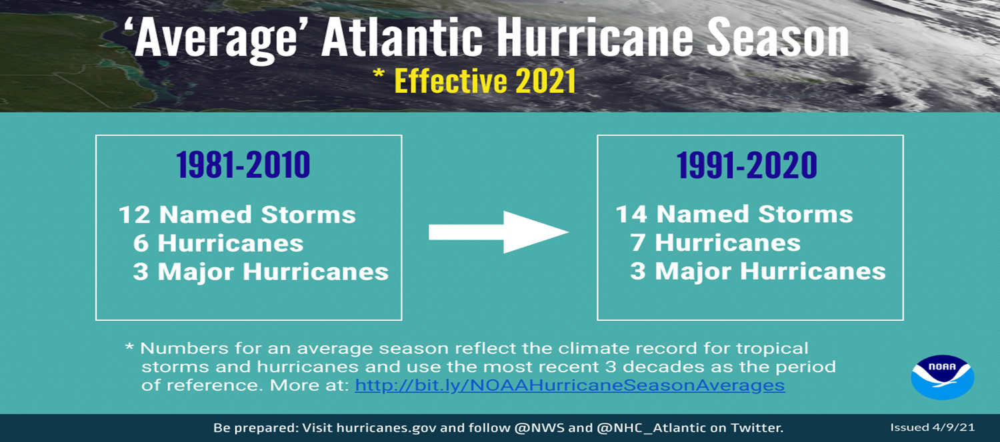 ‘Average’ Atlantic Hurricane Season
* Effective 2021
1981-2010
12 Named Storms
6 Hurricanes
3 Major Hurricanes
1991-2020
14 Named Storms
7 Hurricanes
3 Major Hurricanes
* Numbers for an average season reflect the climate record for tropical
storms and hurricanes and use the most recent 3 decades as the period
of reference. More at: http://bit.ly/NOAAHurricaneSeasonAverages
NOAA
Be prepared: Visit hurricanes.gov and follow @NWS and @NHC_Atlantic on Twitter.
Issued 4/9/21